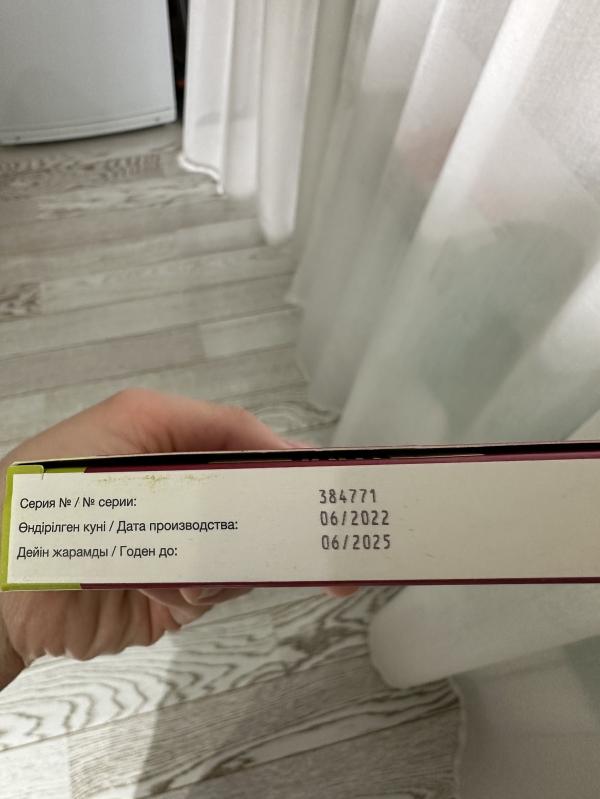 Серия № / № серии: 384771
Өндірілген күні / Дата производства: 06/2022
Дейін жарамды / Годен до: 06/2025